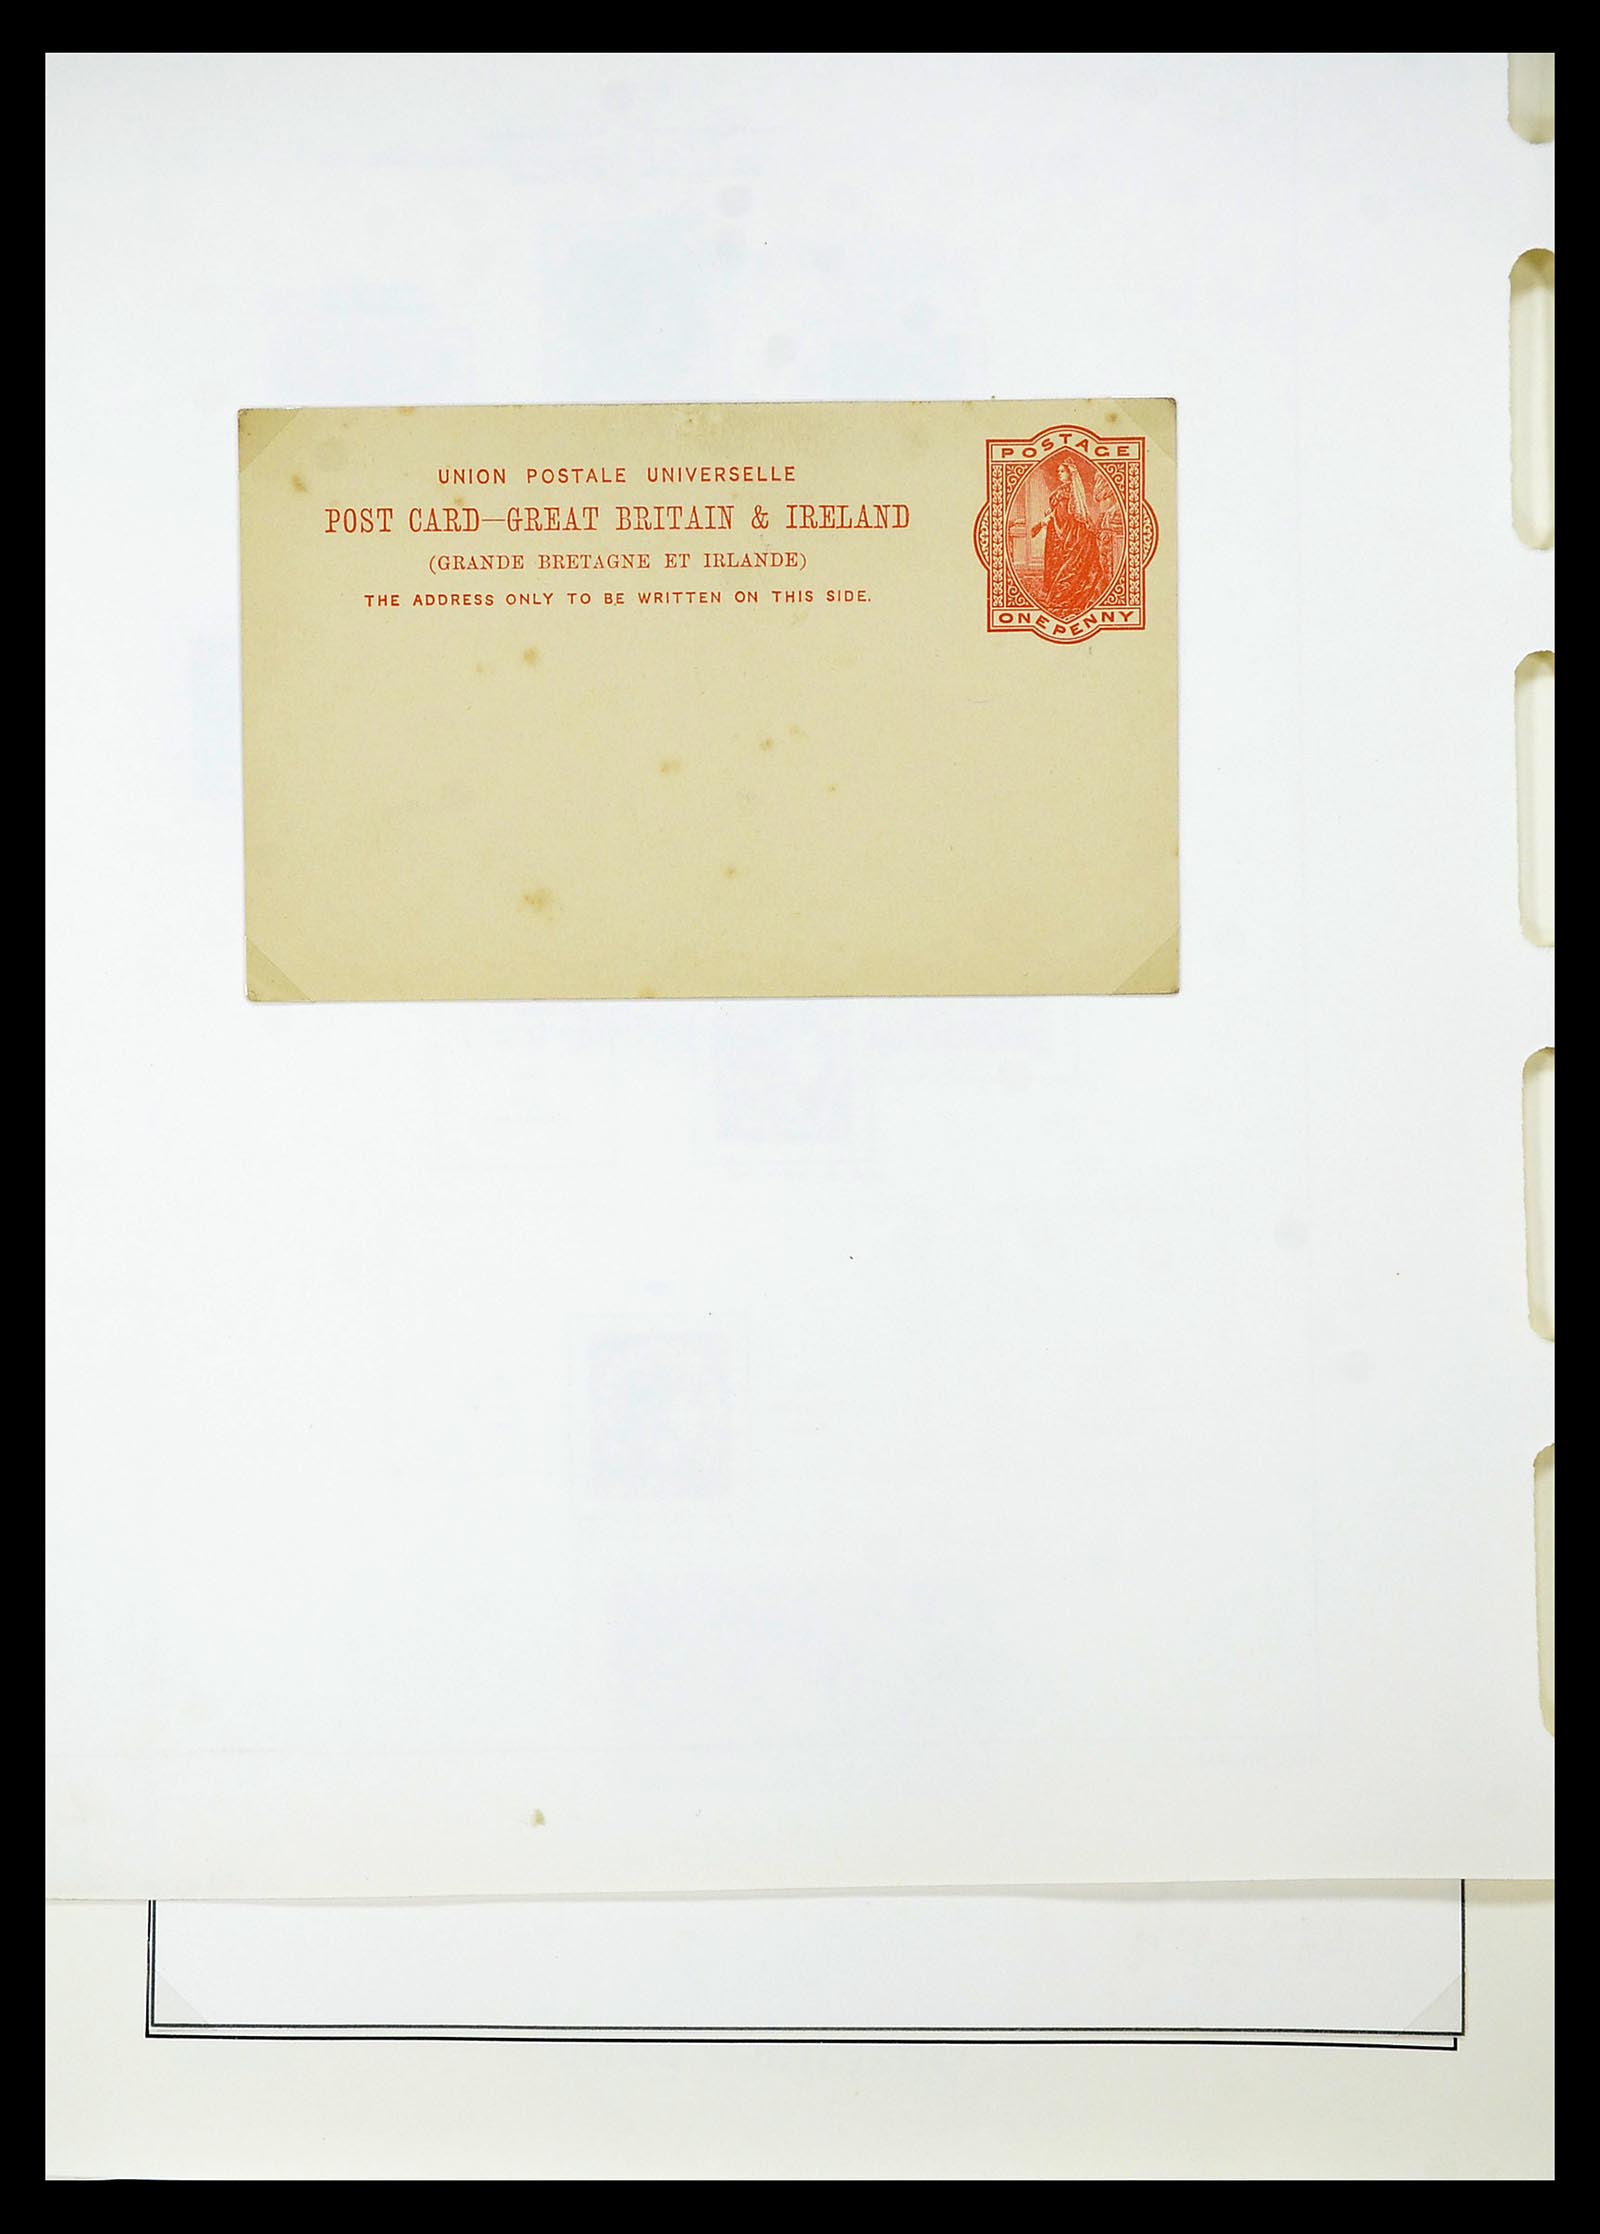 UNION POSTALE UNIVERSELLE
POST CARD—GREAT BRITAIN & IRELAND
(GRANDE BRETAGNE ET IRLANDE)
THE ADDRESS ONLY TO BE WRITTEN ON THIS SIDE.
POSTAGE
ONE PENNY